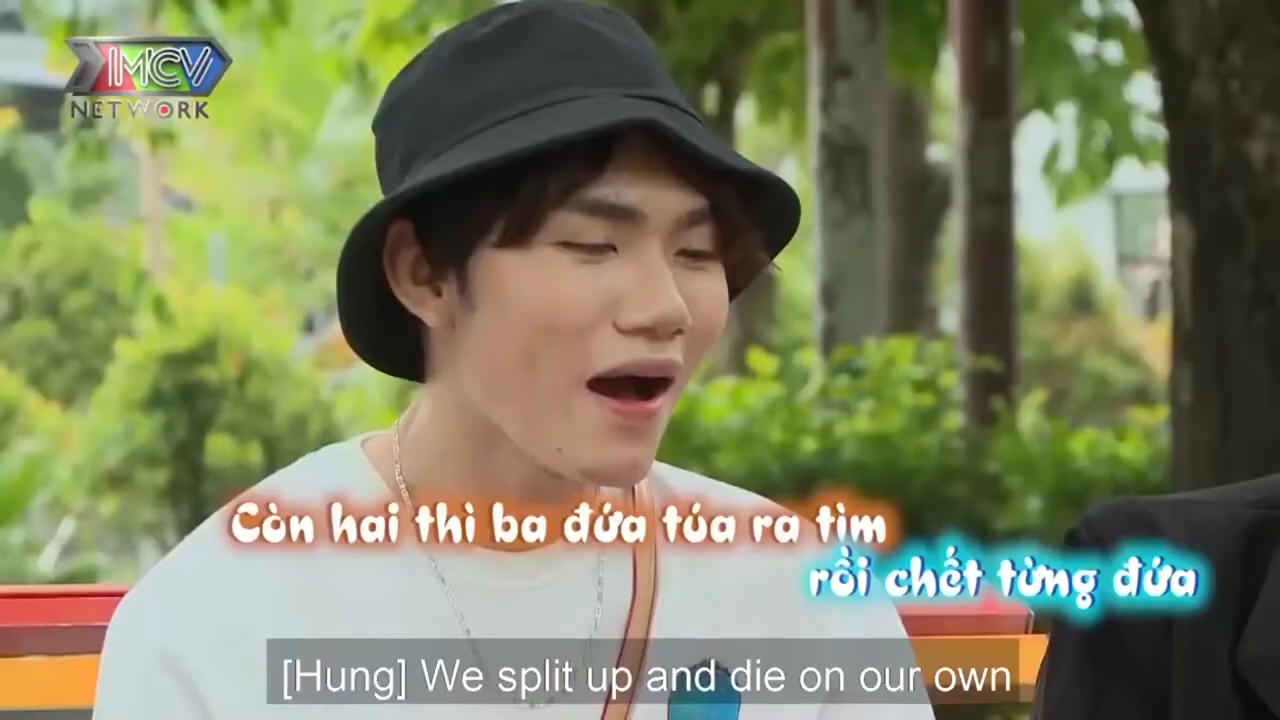 MCV
NETWORK
Còn hai thì ba đứa túa ra tìm
rồi chết từng đứa
[Hung] We split up and die on our own